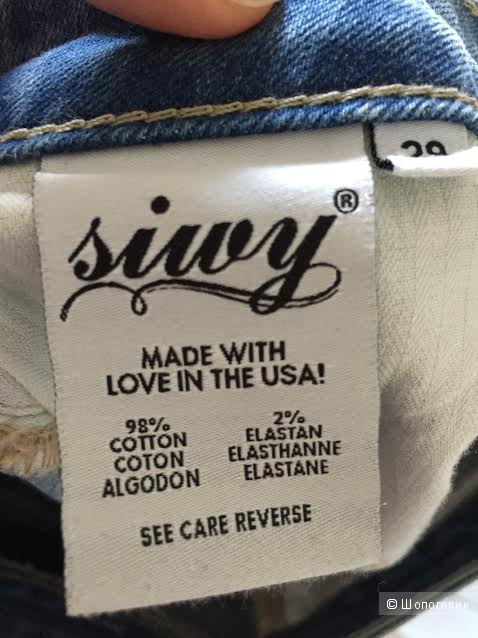 29
siwy®
MADE WITH
LOVE IN THE USA!
98%
COTTON
COTON
ALGODON
2%
ELASTAN
ELASTHANNE
ELASTANE
SEE CARE REVERSE
© Шопоголик